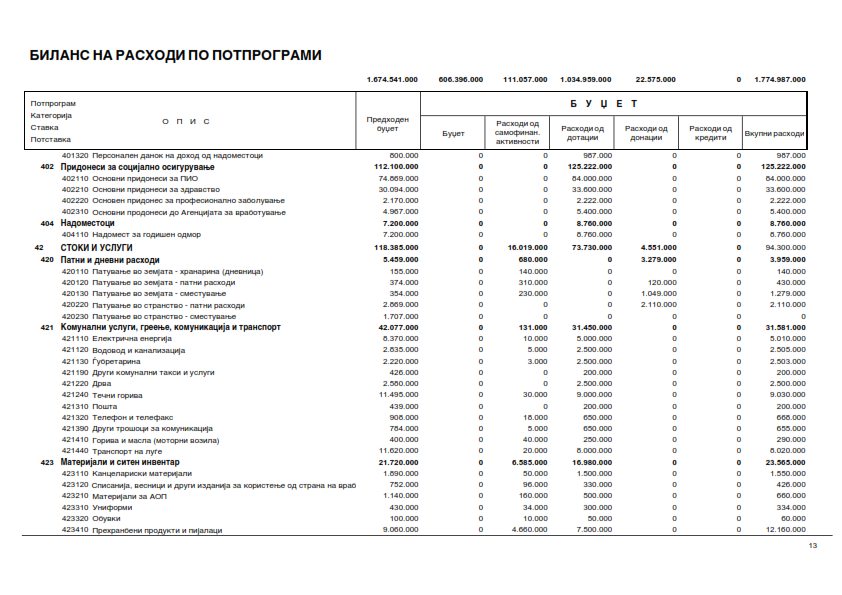 БИЛАНС НА РАСХОДИ ПО ПОТПРОГРАМИ
1.674.541.000 606.396.000 111.057.000 1.034.959.000 22.575.000 0 1.774.987.000
Потпрограм
Категорија
Ставка
Потставка
О П И С
Предходен буџет
Б У Џ Е Т
Буџет
Расходи од самофинан. активности
Расходи од дотации
Расходи од донации
Расходи од кредити
Вкупни расходи
401320 Персонален данок на доход од надоместоци 800.000 0 0 987.000 0 0 987.000
402 Придонеси за социјално осигурување 112.100.000 0 0 125.222.000 0 0 125.222.000
402110 Основни придонеси за ПИО 74.869.000 0 0 84.000.000 0 0 84.000.000
402210 Основни придонеси за здравство 30.094.000 0 0 33.600.000 0 0 33.600.000
402220 Основен придонес за професионално заболување 2.170.000 0 0 2.222.000 0 0 2.222.000
402310 Основни продонеси до Агенцијата за вработување 4.967.000 0 0 5.400.000 0 0 5.400.000
404 Надоместоци 7.200.000 0 0 8.760.000 0 0 8.760.000
404110 Надомест за годишен одмор 7.200.000 0 0 8.760.000 0 0 8.760.000
42 СТОКИ И УСЛУГИ 118.385.000 0 16.019.000 73.730.000 4.551.000 0 94.300.000
420 Патни и дневни расходи 5.459.000 0 680.000 0 3.279.000 0 3.959.000
420110 Патување во земјата - хранарина (дневница) 155.000 0 140.000 0 0 0 140.000
420120 Патување во земјата - патни расходи 374.000 0 310.000 0 120.000 0 430.000
420130 Патување во земјата - сместување 354.000 0 230.000 0 1.049.000 0 1.279.000
420220 Патување во странство - патни расходи 2.869.000 0 0 0 2.110.000 0 2.110.000
420230 Патување во странство - сместување 1.707.000 0 0 0 0 0 0
421 Комунални услуги, греење, комуникација и транспорт 42.077.000 0 131.000 31.450.000 0 0 31.581.000
421110 Електрична енергија 8.370.000 0 10.000 5.000.000 0 0 5.010.000
421120 Водовод и канализација 2.835.000 0 5.000 2.500.000 0 0 2.505.000
421130 Ѓубретарина 2.220.000 0 3.000 2.500.000 0 0 2.503.000
421190 Други комунални такси и услуги 426.000 0 0 200.000 0 0 200.000
421220 Дрва 2.580.000 0 0 2.500.000 0 0 2.500.000
421240 Течни горива 11.495.000 0 30.000 9.000.000 0 0 9.030.000
421310 Пошта 439.000 0 0 200.000 0 0 200.000
421320 Телефон и телефакс 908.000 0 18.000 650.000 0 0 668.000
421390 Други трошоци за комуникација 784.000 0 5.000 650.000 0 0 655.000
421410 Горива и масла (моторни возила) 400.000 0 40.000 250.000 0 0 290.000
421440 Транспорт на луѓе 11.620.000 0 20.000 8.000.000 0 0 8.020.000
423 Материјали и ситен инвентар 21.720.000 0 6.585.000 16.980.000 0 0 23.565.000
423110 Канцелариски материјали 1.690.000 0 50.000 1.500.000 0 0 1.550.000
423120 Списанија, весници и други изданија за користење од страна на враб 752.000 0 96.000 330.000 0 0 426.000
423210 Материјали за АОП 1.140.000 0 160.000 500.000 0 0 660.000
423310 Униформи 430.000 0 34.000 300.000 0 0 334.000
423320 Обувки 100.000 0 10.000 50.000 0 0 60.000
423410 Прехранбени продукти и пијалаци 9.060.000 0 4.660.000 7.500.000 0 0 12.160.000
13